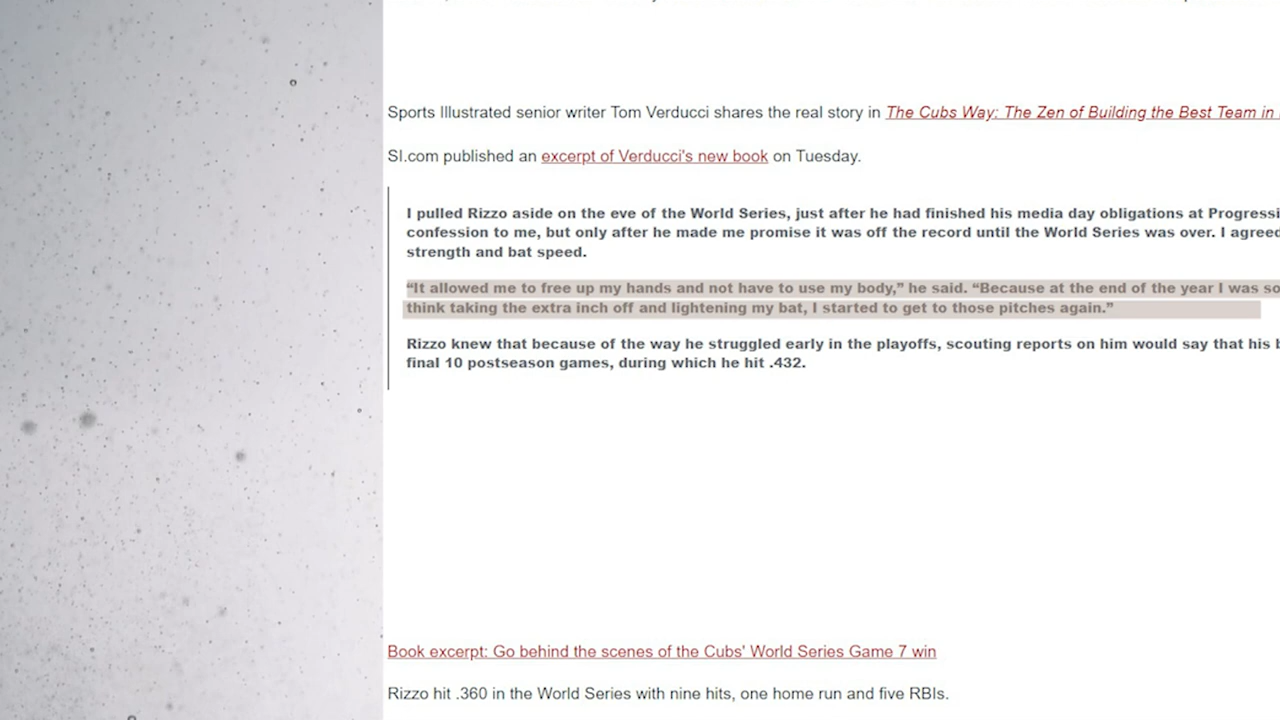 Sports Illustrated senior writer Tom Verducci shares the real story in The Cubs Way: The Zen of Building the Best Team in
SI.com published an excerpt of Verducci's new book on Tuesday.
I pulled Rizzo aside on the eve of the World Series, just after he had finished his media day obligations at Progressi
confession to me, but only after he made me promise it was off the record until the World Series was over. I agreed
strength and bat speed.
“It allowed me to free up my hands and not have to use my body,” he said. “Because at the end of the year I was so
think taking the extra inch off and lightening my bat, I started to get to those pitches again.”
Rizzo knew that because of the way he struggled early in the playoffs, scouting reports on him would say that his b
final 10 postseason games, during which he hit .432.
Book excerpt: Go behind the scenes of the Cubs' World Series Game 7 win
Rizzo hit .360 in the World Series with nine hits, one home run and five RBIs.